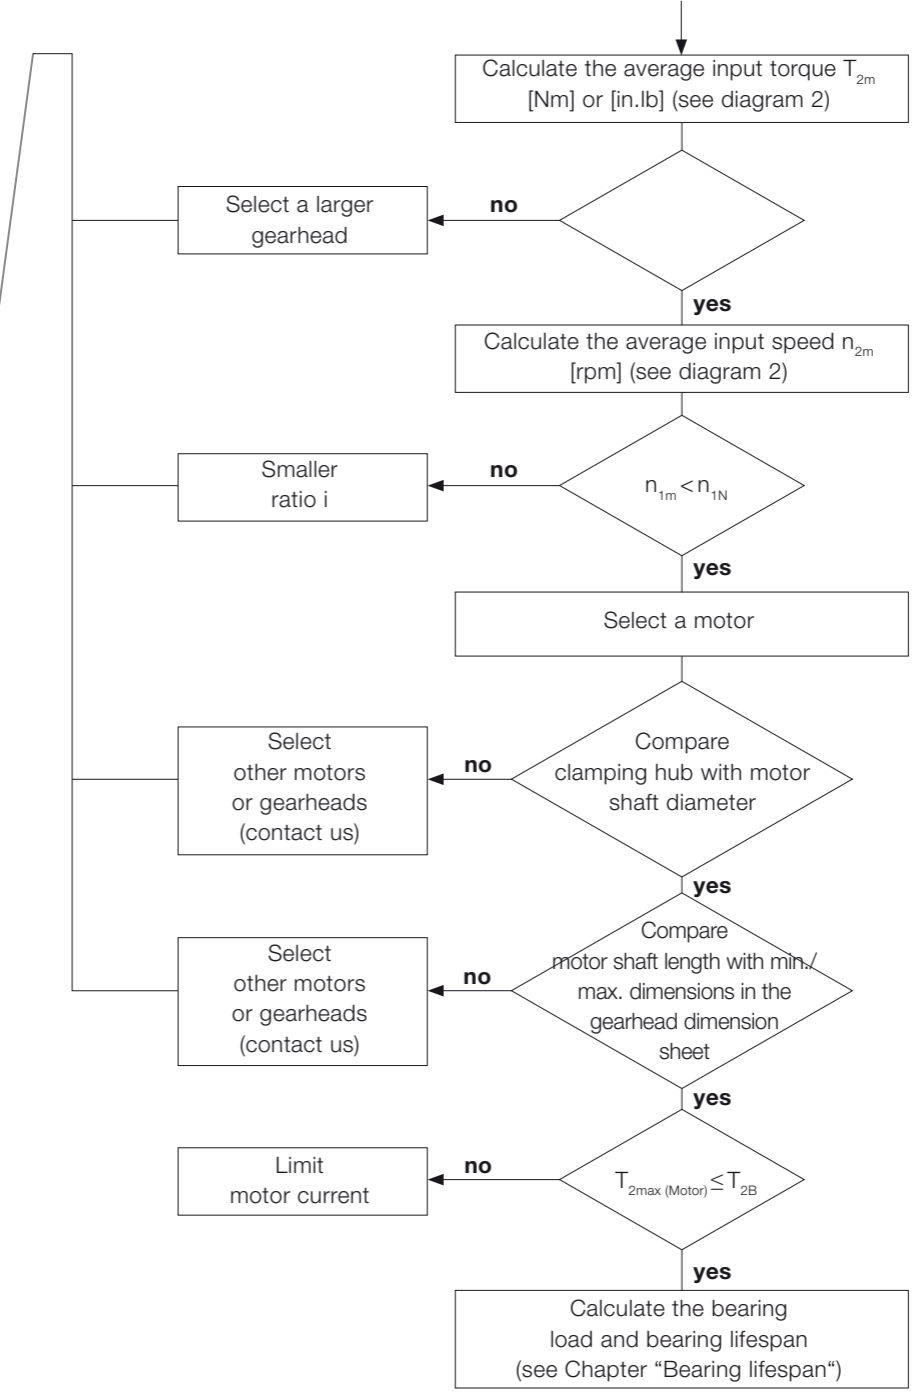 Calculate the average input torque T2m
[Nm] or [in.lb] (see diagram 2)
Select a larger
gearhead
no
yes
Calculate the average input speed n2m
[rpm] (see diagram 2)
Smaller
ratio i
no
n1m < n1N
yes
Select a motor
Select
other motors
or gearheads
(contact us)
no
Compare
clamping hub with motor
shaft diameter
yes
Select
other motors
or gearheads
(contact us)
no
Compare
motor shaft length with min./
max. dimensions in the
gearhead dimension
sheet
yes
Limit
motor current
no
T2max (Motor) ≤ T2B
yes
Calculate the bearing
load and bearing lifespan
(see Chapter “Bearing lifespan“)